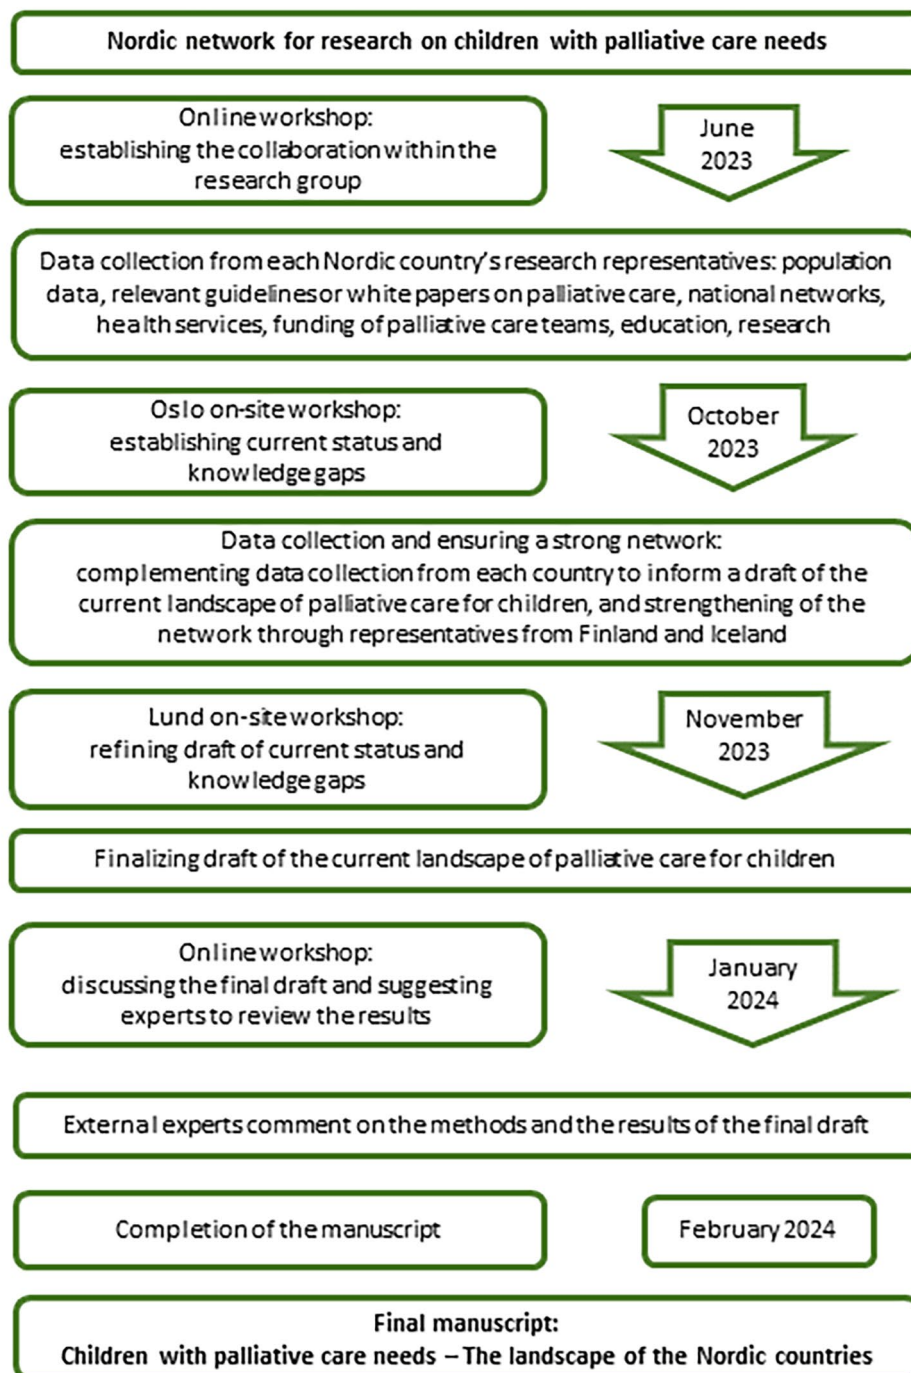 Nordic network for research on children with palliative care needs
Online workshop:
establishing the collaboration within the
research group
June
2023
Data collection from each Nordic country's research representatives: population
data, relevant guidelines or white papers on palliative care, national networks,
health services, funding of palliative care teams, education, research
Oslo on-site workshop:
establishing current status and
knowledge gaps
October
2023
Data collection and ensuring a strong network:
complementing data collection from each country to inform a draft of the
current landscape of palliative care for children, and strengthening of the
network through representatives from Finland and Iceland
Lund on-site workshop:
refining draft of current status and
knowledge gaps
November
2023
Finalizing draft of the current landscape of palliative care for children
Online workshop:
discussing the final draft and suggesting
experts to review the results
January
2024
External experts comment on the methods and the results of the final draft
Completion of the manuscript
February 2024
Final manuscript:
Children with palliative care needs – The landscape of the Nordic countries